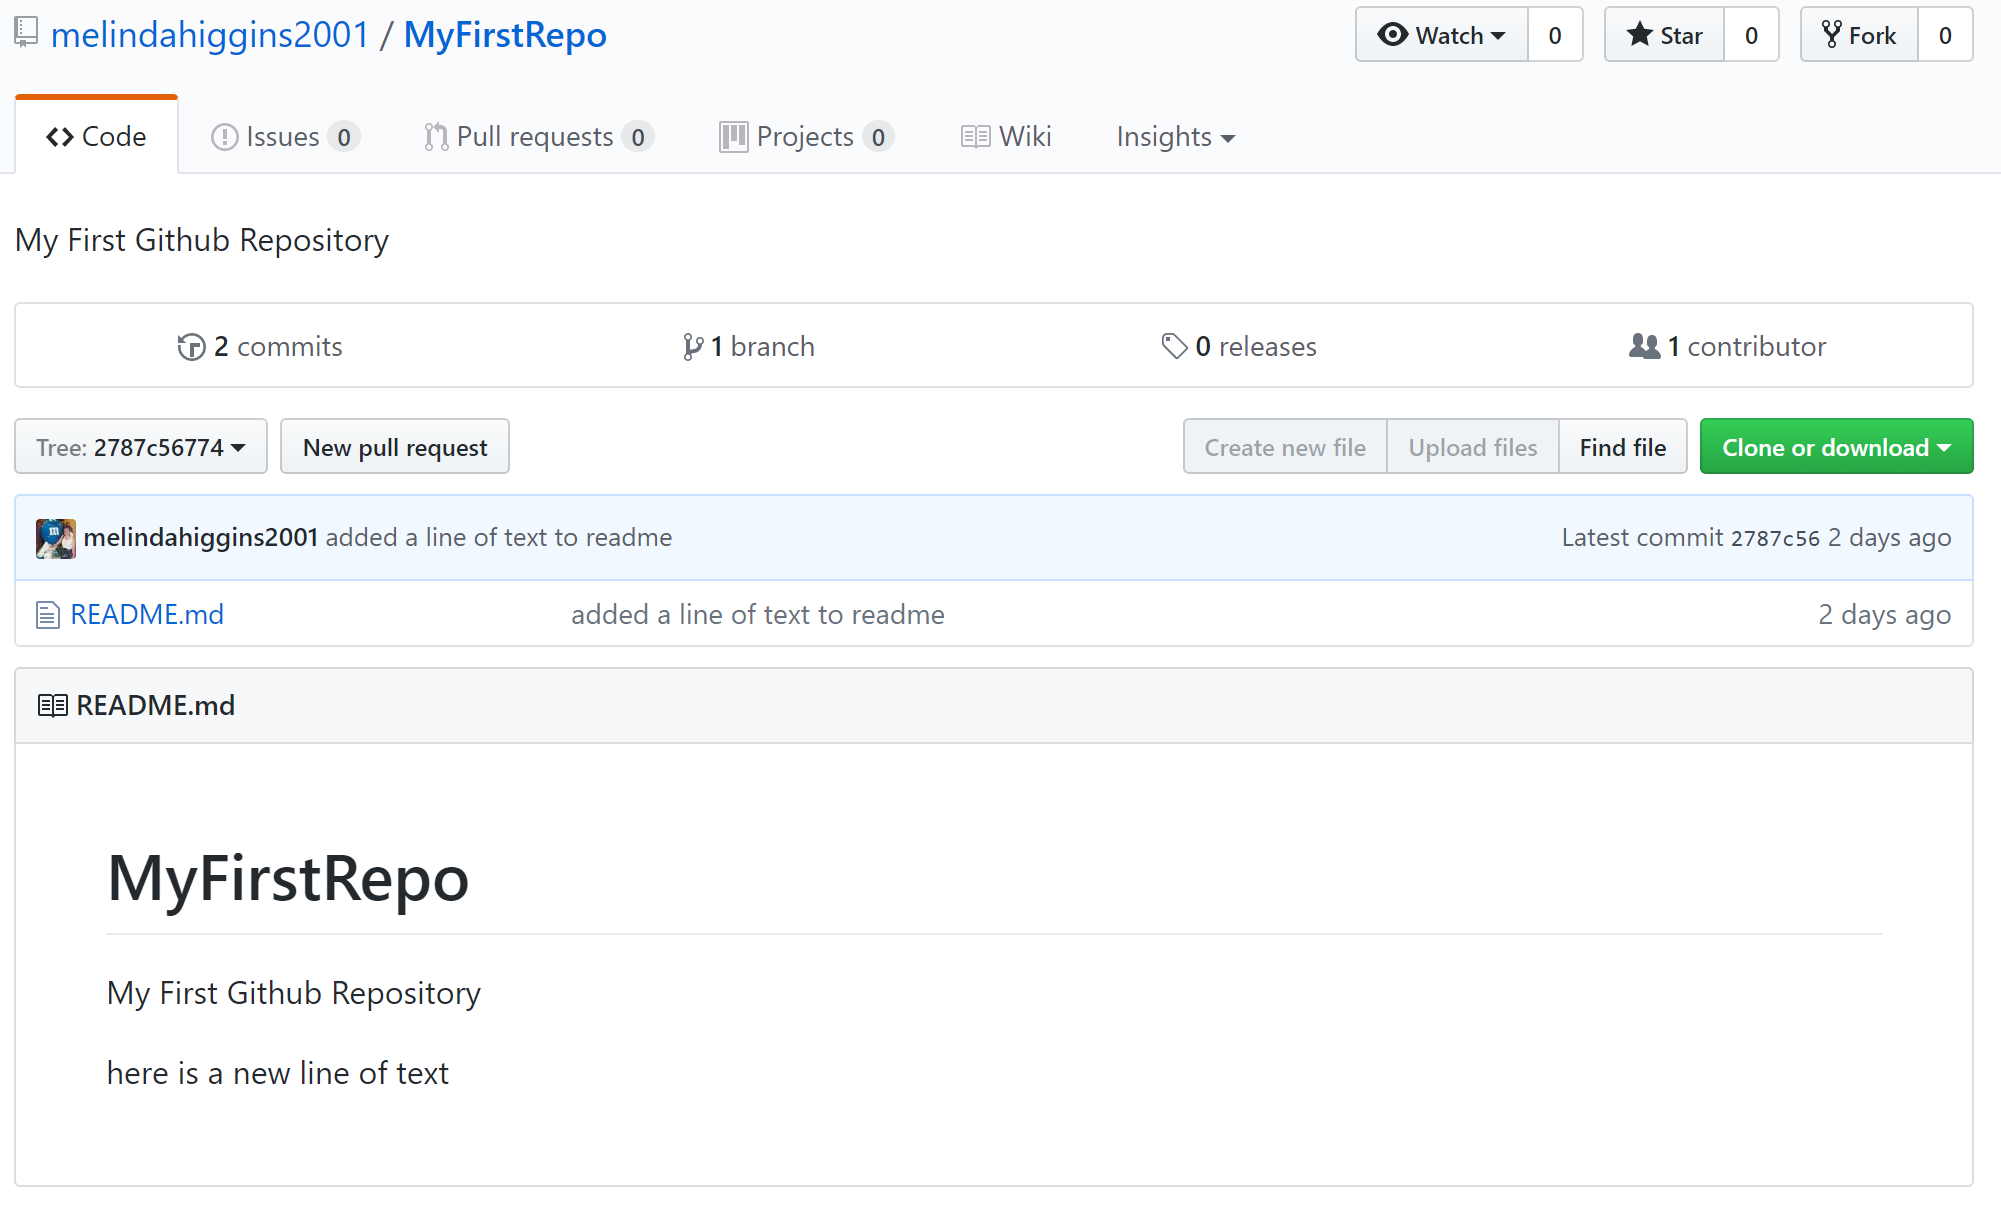 melindahiggins2001 / MyFirstRepo Watch 0 Star 0 Fork 0
Code Issues 0 Pull requests 0 Projects 0 Wiki Insights
My First Github Repository
2 commits 1 branch 0 releases 1 contributor
Tree: 2787c56774 New pull request Create new file Upload files Find file Clone or download
melindahiggins2001 added a line of text to readme Latest commit 2787c56 2 days ago
README.md added a line of text to readme 2 days ago
README.md
MyFirstRepo
My First Github Repository
here is a new line of text